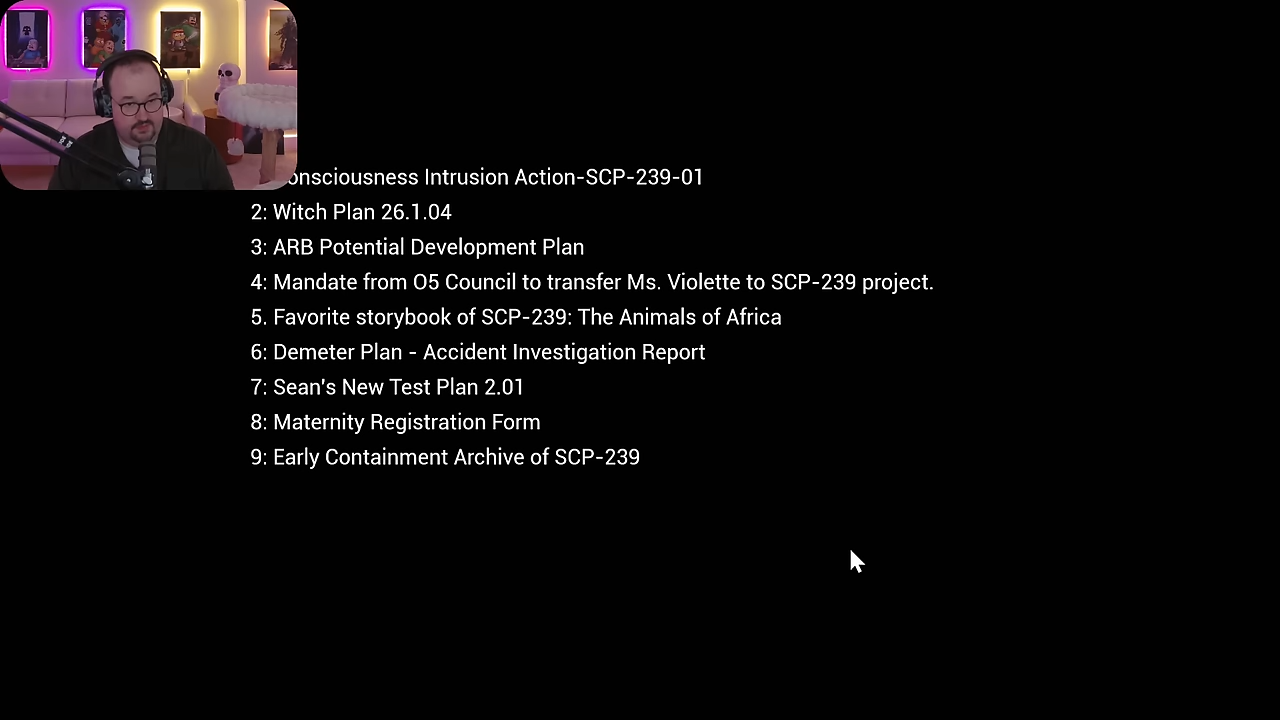 onsciousness Intrusion Action-SCP-239-01
2: Witch Plan 26.1.04
3: ARB Potential Development Plan
4: Mandate from O5 Council to transfer Ms. Violette to SCP-239 project.
5. Favorite storybook of SCP-239: The Animals of Africa
6: Demeter Plan - Accident Investigation Report
7: Sean's New Test Plan 2.01
8: Maternity Registration Form
9: Early Containment Archive of SCP-239